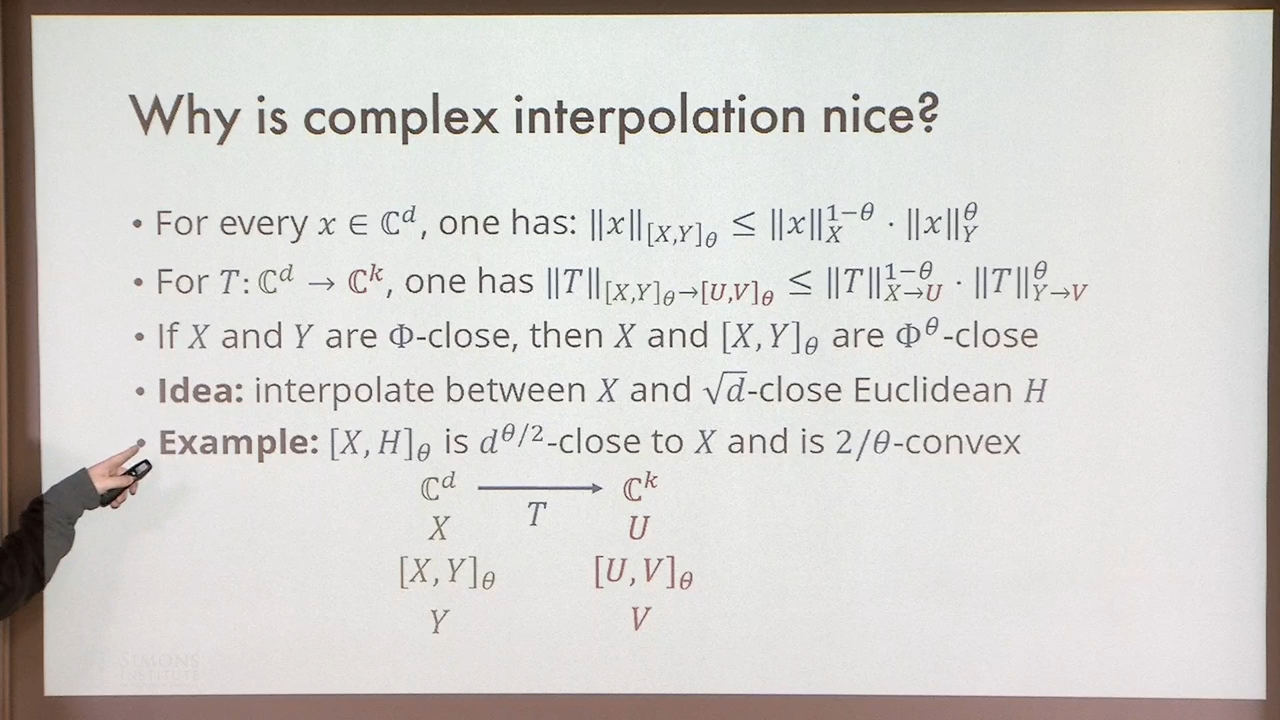 Why is complex interpolation nice?
• For every x ∈ ℂ^d, one has: ‖x‖_{[X,Y]_θ} ≤ ‖x‖_X^{1−θ} · ‖x‖_Y^θ
• For T: ℂ^d → ℂ^k, one has ‖T‖_{[X,Y]_θ→[U,V]_θ} ≤ ‖T‖_{X→U}^{1−θ} · ‖T‖_{Y→V}^θ
• If X and Y are Φ-close, then X and [X,Y]_θ are Φ^θ-close
• Idea: interpolate between X and √d-close Euclidean H
• Example: [X,H]_θ is d^{θ/2}-close to X and is 2/θ-convex
ℂ^d ℂ^k
T
X U
[X,Y]_θ [U,V]_θ
Y V
SIMONS
INSTITUTE